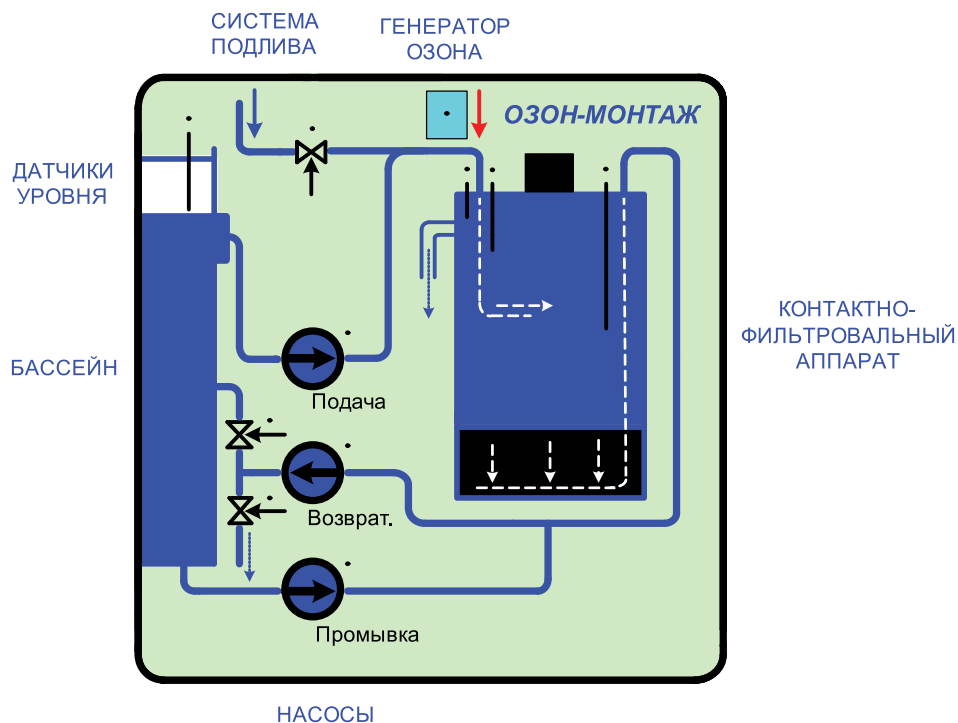 СИСТЕМА
ПОДЛИВА
ГЕНЕРАТОР
ОЗОНА
ОЗОН-МОНТАЖ
ДАТЧИКИ
УРОВНЯ
БАССЕЙН
КОНТАКТНО-
ФИЛЬТРОВАЛЬНЫЙ
АППАРАТ
Подача
Возврат.
Промывка
НАСОСЫ